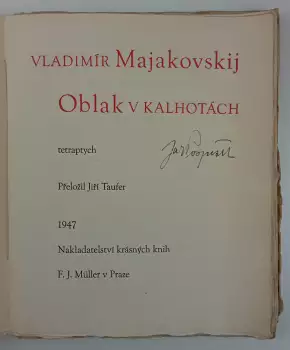 VLADIMÍR Majakovskij
Oblak V KALHOTÁCH
tetraptych
Přeložil Jiří Taufer
1947
Nakladatelství krásných knih
F. J. Müller v Praze